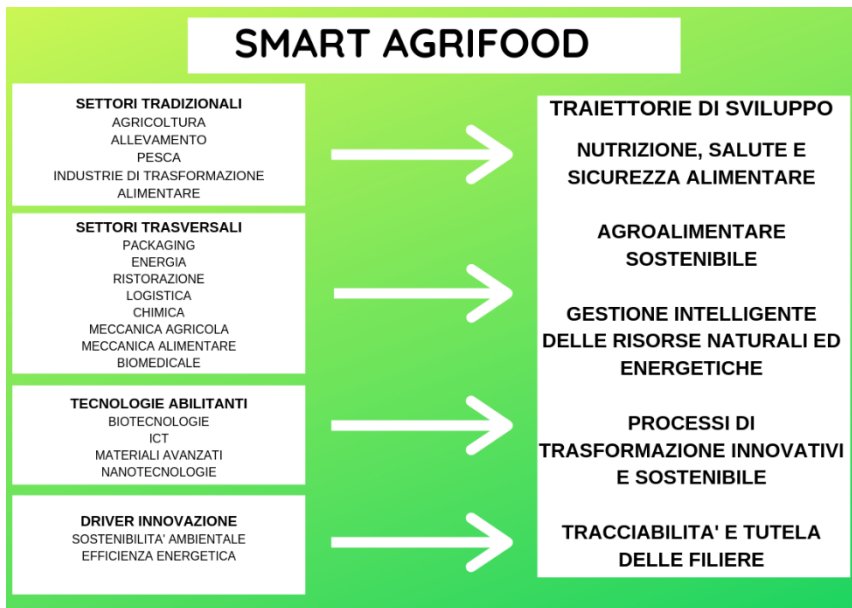 SMART AGRIFOOD
SETTORI TRADIZIONALI
AGRICOLTURA
ALLEVAMENTO
PESCA
INDUSTRIE DI TRASFORMAZIONE
ALIMENTARE
SETTORI TRASVERSALI
PACKAGING
ENERGIA
RISTORAZIONE
LOGISTICA
CHIMICA
MECCANICA AGRICOLA
MECCANICA ALIMENTARE
BIOMEDICALE
TECNOLOGIE ABILITANTI
BIOTECNOLOGIE
ICT
MATERIALI AVANZATI
NANOTECNOLOGIE
DRIVER INNOVAZIONE
SOSTENIBILITA' AMBIENTALE
EFFICIENZA ENERGETICA
TRAIETTORIE DI SVILUPPO
NUTRIZIONE, SALUTE E
SICUREZZA ALIMENTARE
AGROALIMENTARE
SOSTENIBILE
GESTIONE INTELLIGENTE
DELLE RISORSE NATURALI ED
ENERGETICHE
PROCESSI DI
TRASFORMAZIONE INNOVATIVI
E SOSTENIBILE
TRACCIABILITA' E TUTELA
DELLE FILIERE